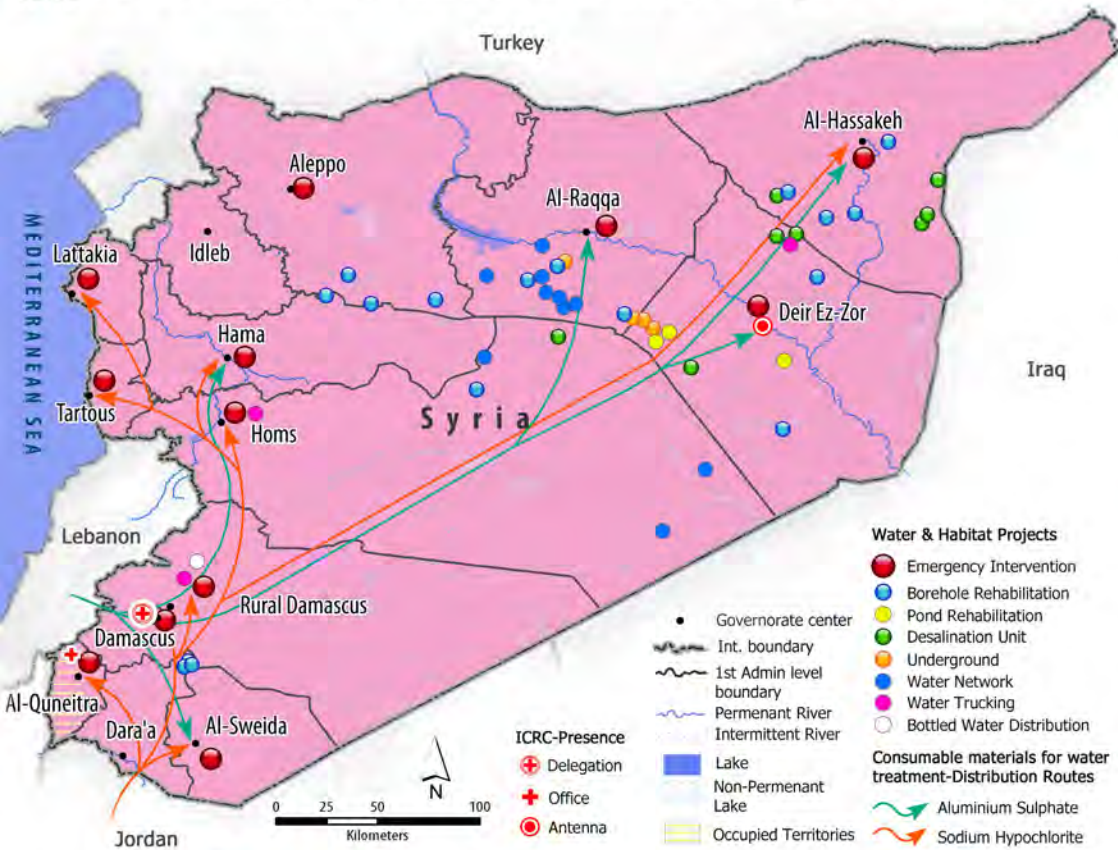 Turkey
Al-Hassakeh
Aleppo
Al-Raqqa
MEDITERRANEAN SEA
Lattakia
Idleb
Deir Ez-Zor
Hama
Iraq
Tartous
Syria
Homs
Lebanon
Rural Damascus
Damascus
Al-Quneitra
Dara'a
Al-Sweida
Jordan
Water & Habitat Projects
Emergency Intervention
Borehole Rehabilitation
Pond Rehabilitation
Desalination Unit
Underground
Water Network
Water Trucking
Bottled Water Distribution
Consumable materials for water
treatment-Distribution Routes
Aluminium Sulphate
Sodium Hypochlorite
Governorate center
Int. boundary
1st Admin level
boundary
Permenant River
Intermittent River
Lake
Non-Permenant
Lake
Occupied Territories
ICRC-Presence
Delegation
Office
Antenna
N
0 25 50 100
Kilometers